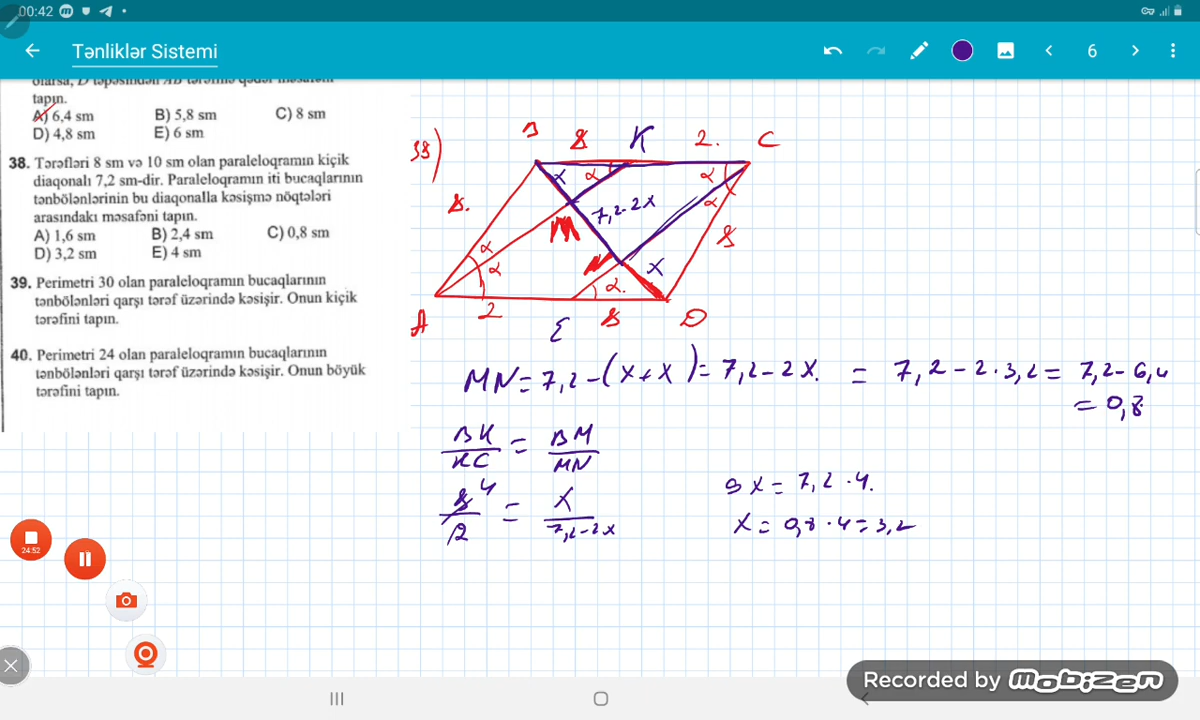 00:42
Tənliklər Sistemi
6
tapın.
A) 6,4 sm B) 5,8 sm C) 8 sm
D) 4,8 sm E) 6 sm
38. Tərəfləri 8 sm və 10 sm olan paraleloqramın kiçik
diaqonalı 7,2 sm-dir. Paraleloqramın iti bucaqlarının
tənbölənlərinin bu diaqonalla kəsişmə nöqtələri
arasındakı məsafəni tapın.
A) 1,6 sm B) 2,4 sm C) 0,8 sm
D) 3,2 sm E) 4 sm
39. Perimetri 30 olan paraleloqramın bucaqlarının
tənbölənləri qarşı tərəf üzərində kəsişir. Onun kiçik
tərəfini tapın.
40. Perimetri 24 olan paraleloqramın bucaqlarının
tənbölənləri qarşı tərəf üzərində kəsişir. Onun böyük
tərəfini tapın.
38)
B 8 K 2. C
x α α
8. 7,2-2x α
M 8
α N x
α α.
A 2 E 8 D
MN = 7,2 - (x + x) = 7,2 - 2x. = 7,2 - 2 · 3,2 = 7,2 - 6,4
= 0,8
BK/KC = BM/MN
8/2 4 = x/7,2-2x
9x = 7,2 · 4.
x = 0,8 · 4 = 3,2
24:52
Recorded by mobizen